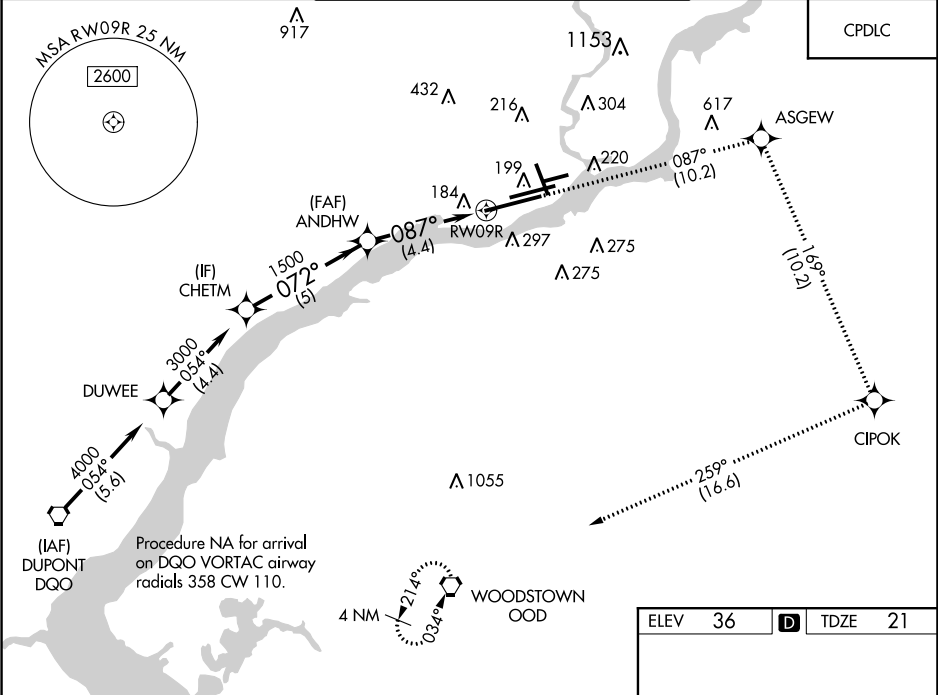 MSA RW09R 25 NM
2600
917
1153
CPDLC
432
216
304
617
ASGEW
199
220
087°
(10.2)
184
(FAF)
ANDHW
087°
(4.4)
RW09R
297
275
275
169°
(10.2)
(IF)
CHETM
1500
072°
(5)
3000
054°
(4.4)
DUWEE
4000
054°
(5.6)
CIPOK
259°
(16.6)
1055
(IAF)
DUPONT
DQO
Procedure NA for arrival
on DQO VORTAC airway
radials 358 CW 110.
4 NM
214°
034°
WOODSTOWN
OOD
ELEV 36 D TDZE 21